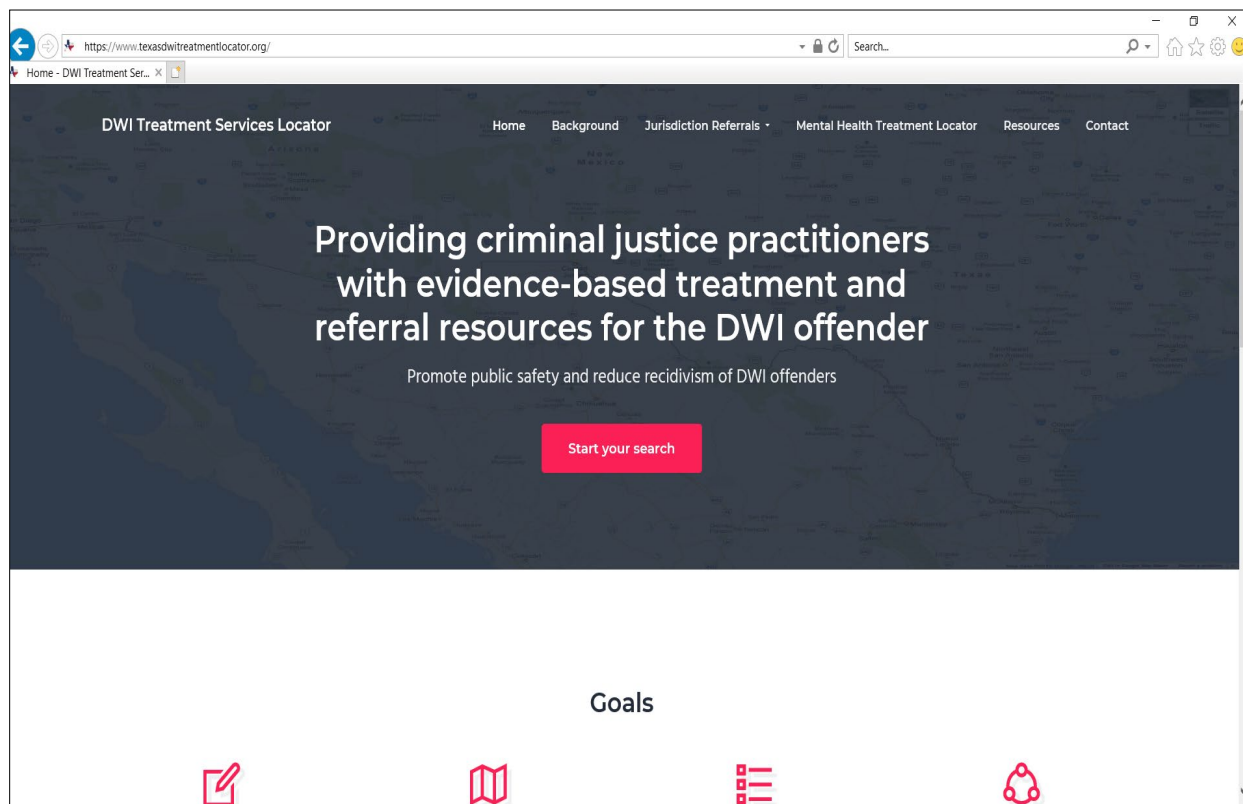 https://www.texasdwitreatmentlocator.org/
Search...
Home - DWI Treatment Ser...
DWI Treatment Services Locator
Home Background Jurisdiction Referrals Mental Health Treatment Locator Resources Contact
Providing criminal justice practitioners
with evidence-based treatment and
referral resources for the DWI offender
Promote public safety and reduce recidivism of DWI offenders
Start your search
Goals